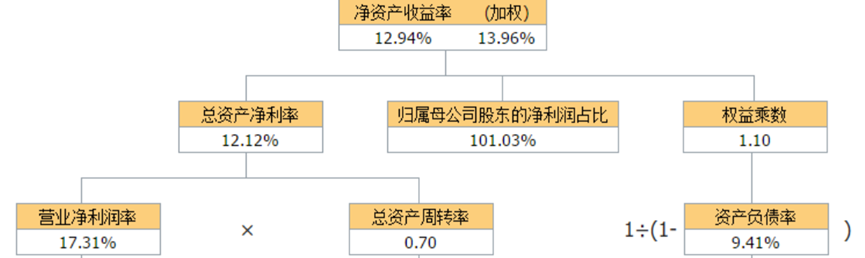 净资产收益率 (加权)
12.94% 13.96%
总资产净利率 归属母公司股东的净利润占比 权益乘数
12.12% 101.03% 1.10
营业净利润率 × 总资产周转率 1÷(1- 资产负债率 )
17.31% 0.70 9.41%